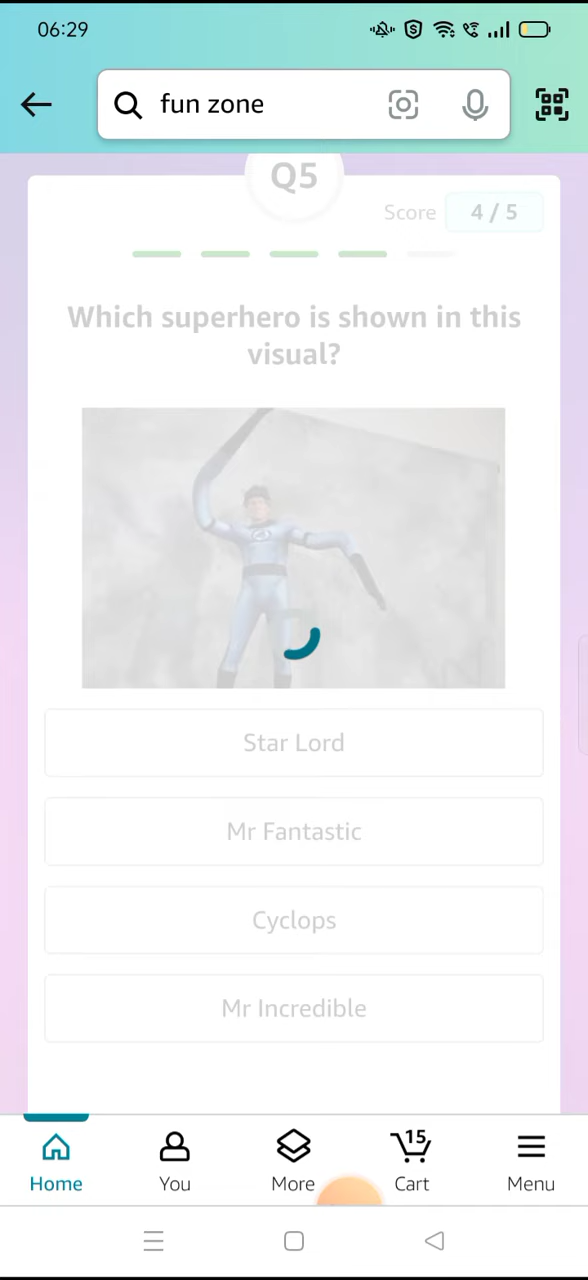 06:29
fun zone
Q5
Score 4 / 5
Which superhero is shown in this
visual?
Star Lord
Mr Fantastic
Cyclops
Mr Incredible
15
Home You More Cart Menu